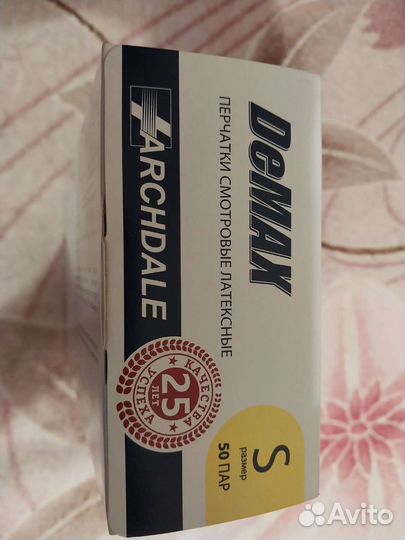 DeMAX
ПЕРЧАТКИ СМОТРОВЫЕ ЛАТЕКСНЫЕ
ARCHDALE
КАЧЕСТВА
25
ЛЕТ
УСПЕХА
S
размер
50 ПАР
Avito